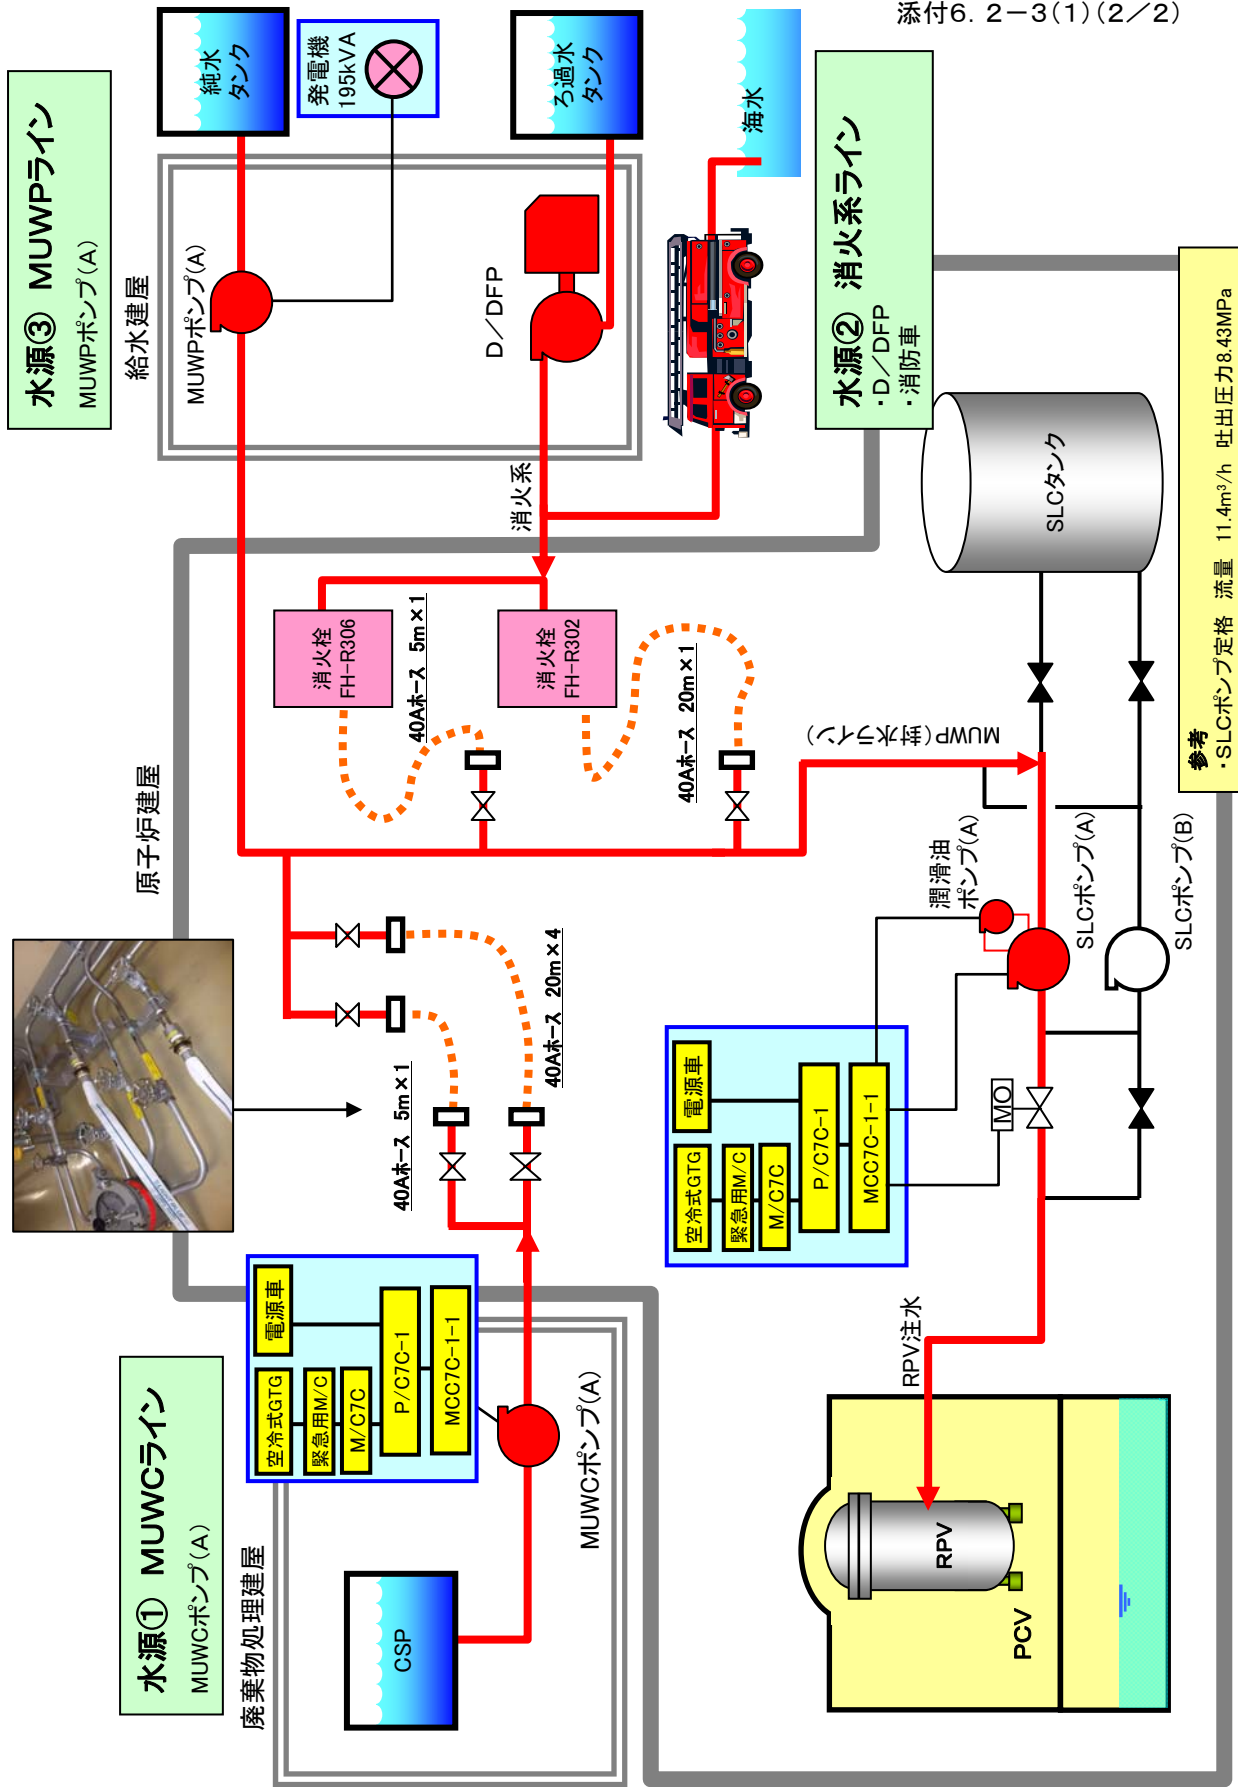 添付6. 2－3(1)(2／2)
水源① MUWCライン
MUWCポンプ(A)
水源③ MUWPライン
MUWPポンプ(A)
水源② 消火系ライン
・D／DFP
・消防車
廃棄物処理建屋
原子炉建屋
給水建屋
純水
タンク
発電機
195kVA
ろ過水
タンク
海水
MUWPポンプ(A)
D／DFP
消火系
消火栓
FH-R306
消火栓
FH-R302
40Aホース 5m×1
40Aホース 20m×1
MUWP(封水ライン)
40Aホース 5m×1
40Aホース 20m×4
空冷式GTG
電源車
緊急用M/C
M/C7C
P/C7C-1
MCC7C-1-1
CSP
MUWCポンプ(A)
空冷式GTG
電源車
緊急用M/C
M/C7C
P/C7C-1
MCC7C-1-1
MO
潤滑油
ポンプ(A)
SLCポンプ(A)
SLCポンプ(B)
SLCタンク
RPV注水
RPV
PCV
参考
・SLCポンプ定格 流量 11.4m³/h 吐出圧力8.43MPa